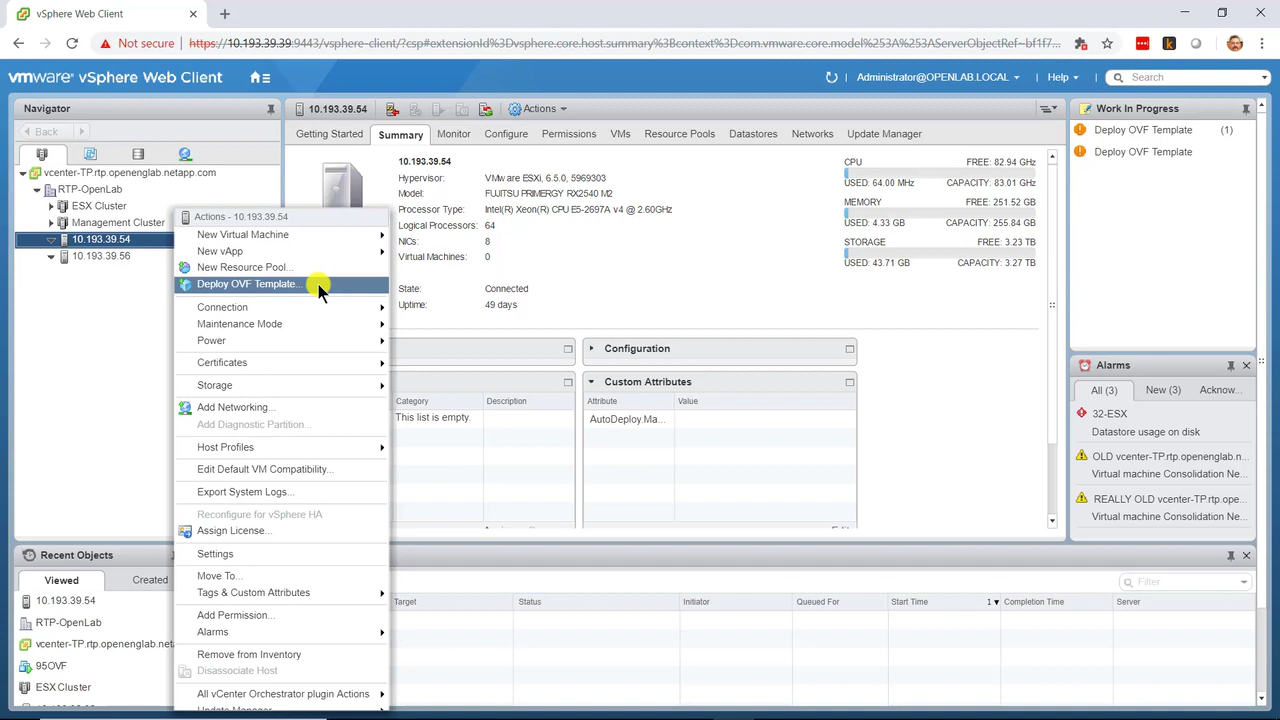 vSphere Web Client
Not secure
https://10.193.39.39:9443/vsphere-client/?csp#extensionId%3Dvsphere.core.host.summary%3Bcontext%3Dcom.vmware.core.model%253A%253AServerObjectRef~bf1f7...
vmware® vSphere Web Client
Administrator@OPENLAB.LOCAL
Help
Search
Navigator
Back
vcenter-TP.rtp.openenglab.netapp.com
RTP-OpenLab
ESX Cluster
Management Cluster
10.193.39.54
10.193.39.56
Actions - 10.193.39.54
New Virtual Machine
New vApp
New Resource Pool...
Deploy OVF Template...
Connection
Maintenance Mode
Power
Certificates
Storage
Add Networking...
Add Diagnostic Partition...
Host Profiles
Edit Default VM Compatibility...
Export System Logs...
Reconfigure for vSphere HA
Assign License...
Settings
Move To...
Tags & Custom Attributes
Add Permission...
Alarms
Remove from Inventory
Disassociate Host
All vCenter Orchestrator plugin Actions
Update Manager
10.193.39.54
Actions
Getting Started
Summary
Monitor
Configure
Permissions
VMs
Resource Pools
Datastores
Networks
Update Manager
10.193.39.54
Hypervisor: VMware ESXi, 6.5.0, 5969303
Model: FUJITSU PRIMERGY RX2540 M2
Processor Type: Intel(R) Xeon(R) CPU E5-2697A v4 @ 2.60GHz
Logical Processors: 64
NICs: 8
Virtual Machines: 0
State: Connected
Uptime: 49 days
CPU FREE: 82.94 GHz
USED: 64.00 MHz CAPACITY: 83.01 GHz
MEMORY FREE: 251.52 GB
USED: 4.33 GB CAPACITY: 255.84 GB
STORAGE FREE: 3.23 TB
USED: 43.71 GB CAPACITY: 3.27 TB
Configuration
Category Description
This list is empty.
Custom Attributes
Attribute Value
AutoDeploy.Ma...
Work In Progress
Deploy OVF Template (1)
Deploy OVF Template
Alarms
All (3) New (3) Acknow...
32-ESX
Datastore usage on disk
OLD vcenter-TP.rtp.openenglab.n...
Virtual machine Consolidation Ne...
REALLY OLD vcenter-TP.rtp.ope...
Virtual machine Consolidation Ne...
Recent Objects
Viewed
Created
10.193.39.54
RTP-OpenLab
vcenter-TP.rtp.openenglab.net
95OVF
ESX Cluster
Filter
Target Status Initiator Queued For Start Time 1 Completion Time Server